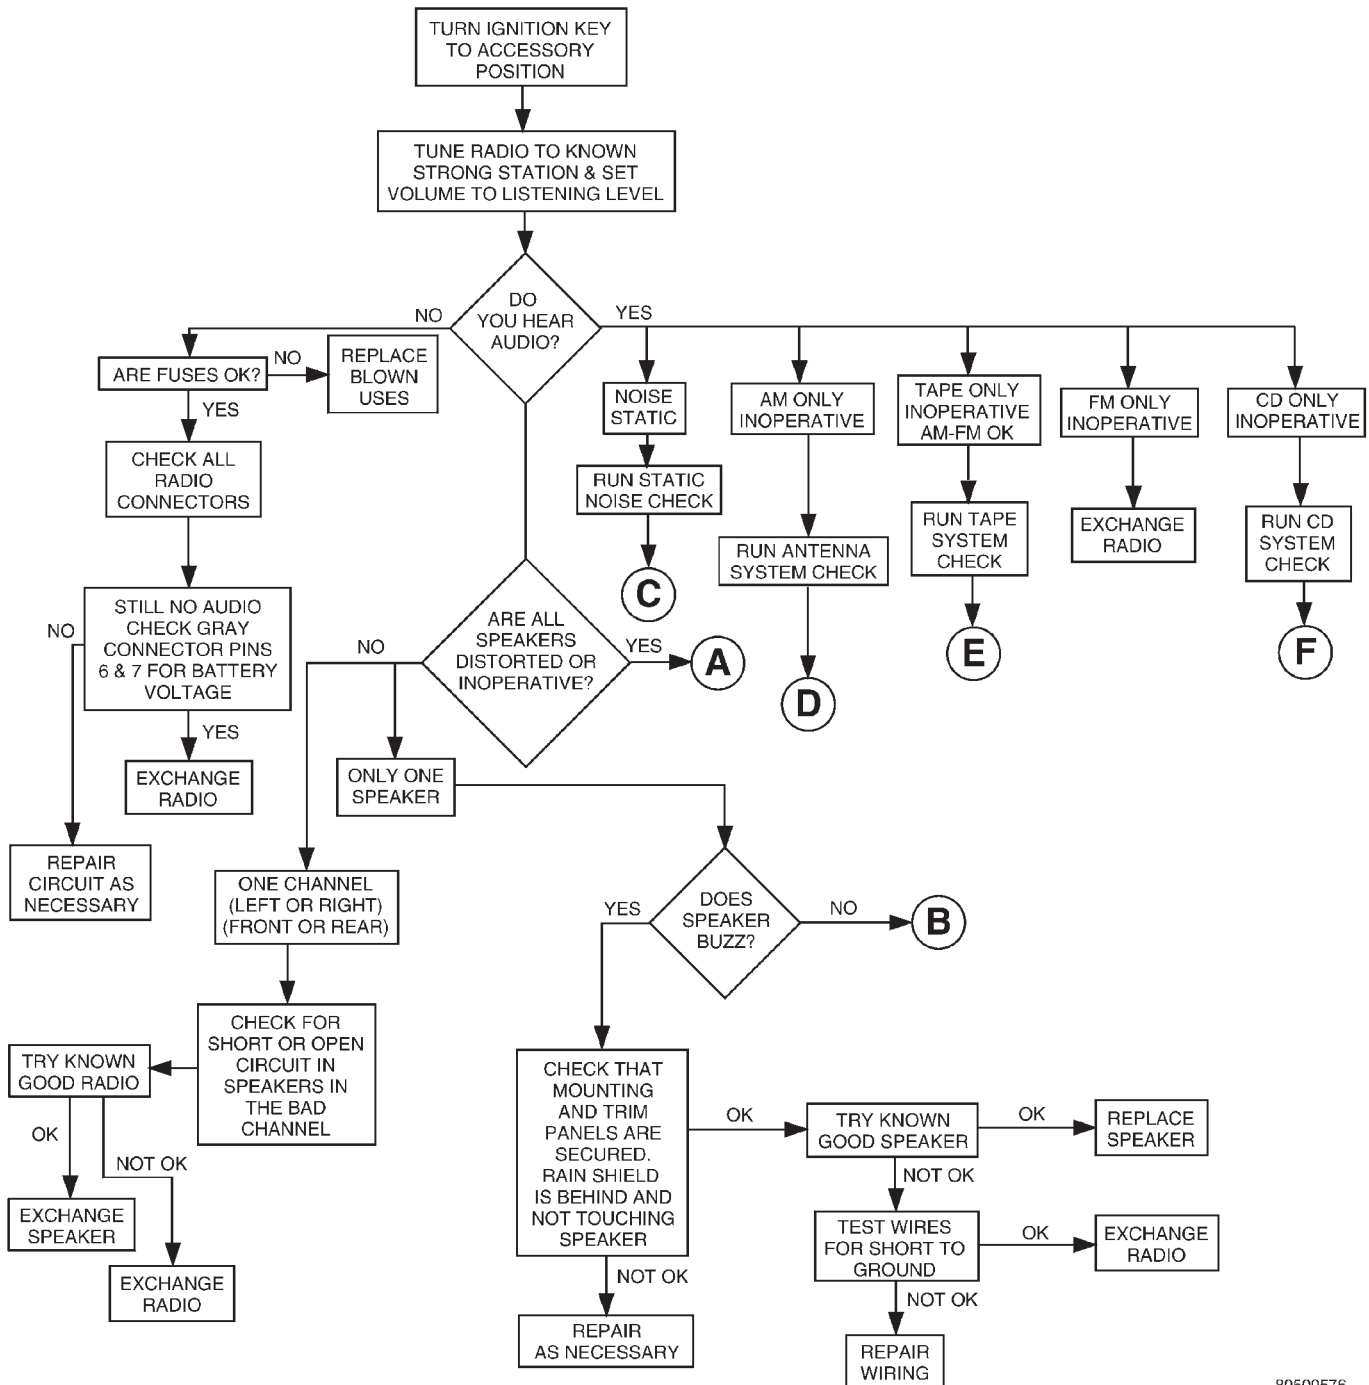 TURN IGNITION KEY
TO ACCESSORY
POSITION
TUNE RADIO TO KNOWN
STRONG STATION & SET
VOLUME TO LISTENING LEVEL
DO
YOU HEAR
AUDIO?
NO
YES
ARE FUSES OK?
NO
REPLACE
BLOWN
USES
YES
CHECK ALL
RADIO
CONNECTORS
STILL NO AUDIO
CHECK GRAY
CONNECTOR PINS
6 & 7 FOR BATTERY
VOLTAGE
NO
YES
EXCHANGE
RADIO
REPAIR
CIRCUIT AS
NECESSARY
NOISE
STATIC
RUN STATIC
NOISE CHECK
C
AM ONLY
INOPERATIVE
RUN ANTENNA
SYSTEM CHECK
D
TAPE ONLY
INOPERATIVE
AM-FM OK
RUN TAPE
SYSTEM
CHECK
E
FM ONLY
INOPERATIVE
EXCHANGE
RADIO
CD ONLY
INOPERATIVE
RUN CD
SYSTEM
CHECK
F
ARE ALL
SPEAKERS
DISTORTED OR
INOPERATIVE?
YES
A
NO
ONLY ONE
SPEAKER
ONE CHANNEL
(LEFT OR RIGHT)
(FRONT OR REAR)
CHECK FOR
SHORT OR OPEN
CIRCUIT IN
SPEAKERS IN
THE BAD
CHANNEL
TRY KNOWN
GOOD RADIO
OK
NOT OK
EXCHANGE
SPEAKER
EXCHANGE
RADIO
DOES
SPEAKER
BUZZ?
YES
NO
B
CHECK THAT
MOUNTING
AND TRIM
PANELS ARE
SECURED.
RAIN SHIELD
IS BEHIND AND
NOT TOUCHING
SPEAKER
OK
NOT OK
REPAIR
AS NECESSARY
TRY KNOWN
GOOD SPEAKER
OK
REPLACE
SPEAKER
NOT OK
TEST WIRES
FOR SHORT TO
GROUND
OK
EXCHANGE
RADIO
NOT OK
REPAIR
WIRING